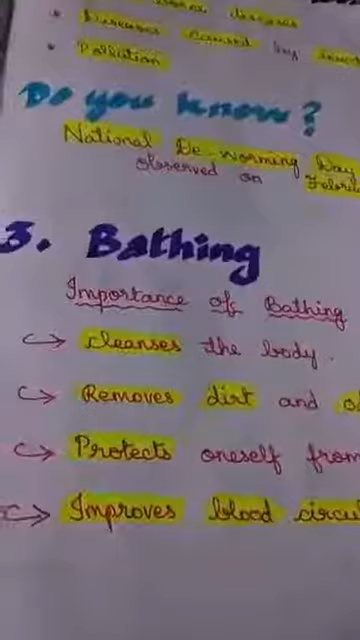 Diseases caused by
Pollution
Do you know?
National De-worming Day
observed on
3. Bathing
Importance of Bathing
↪ cleanses the body.
↪ Removes dirt and
↪ Protects oneself from
↪ Improves blood